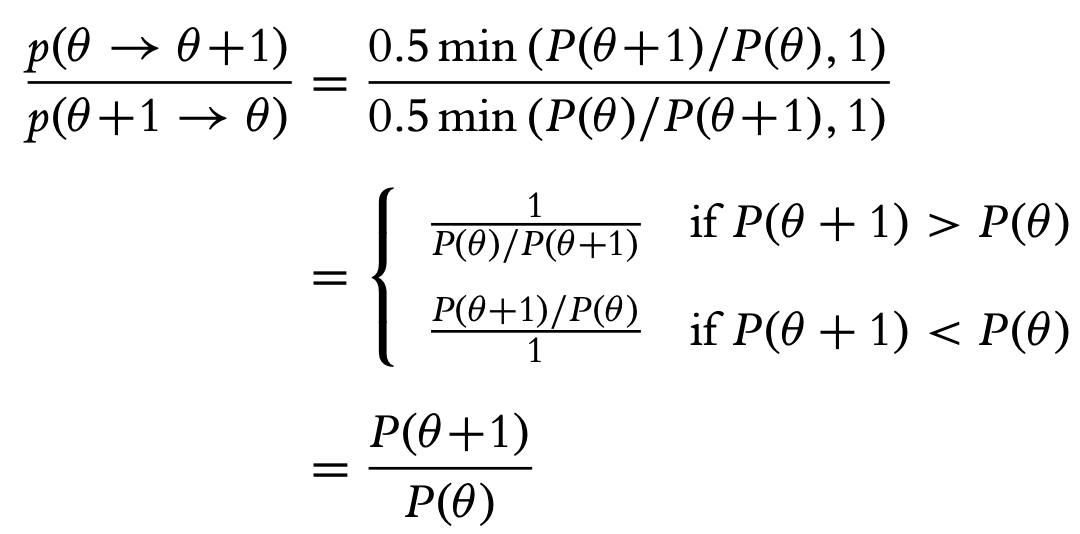 p(θ → θ+1) / p(θ+1 → θ) = 0.5 min (P(θ+1)/P(θ), 1) / 0.5 min (P(θ)/P(θ+1), 1)
= { 1 / P(θ)/P(θ+1) if P(θ + 1) > P(θ)
P(θ+1)/P(θ) / 1 if P(θ + 1) < P(θ)
= P(θ+1) / P(θ)